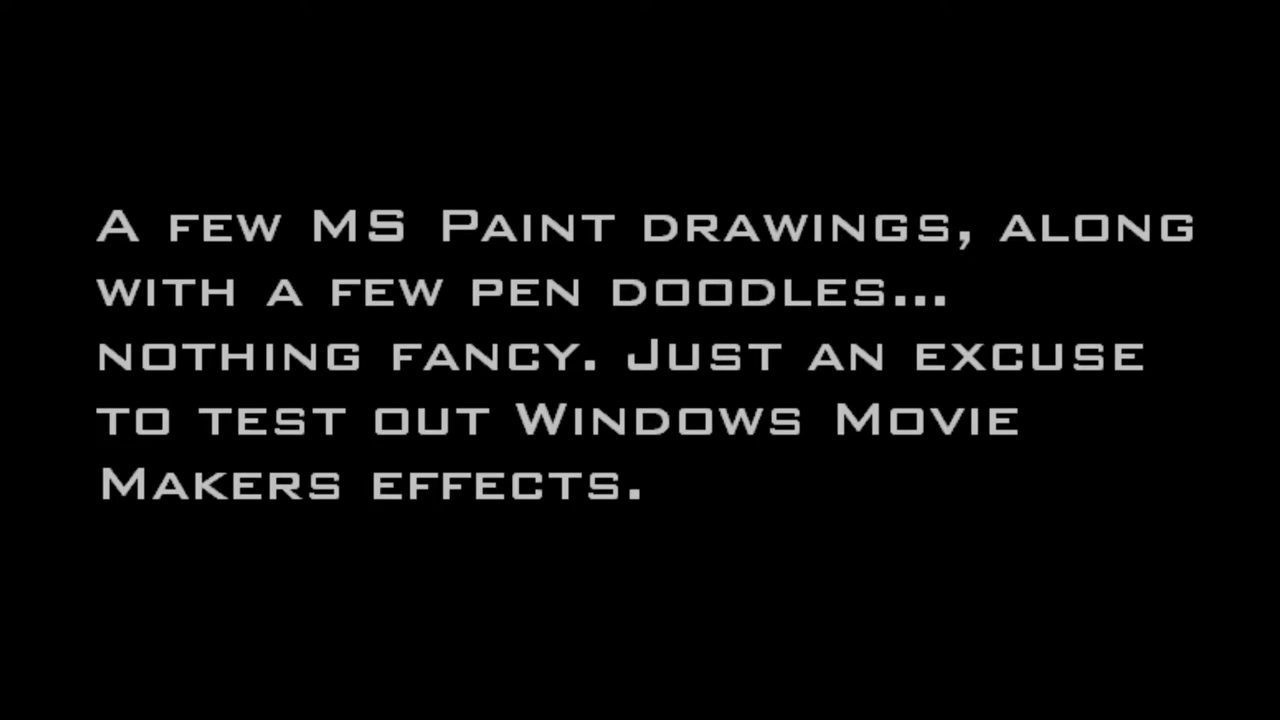 A few MS Paint drawings, along
with a few pen doodles...
nothing fancy. Just an excuse
to test out Windows Movie
Makers effects.